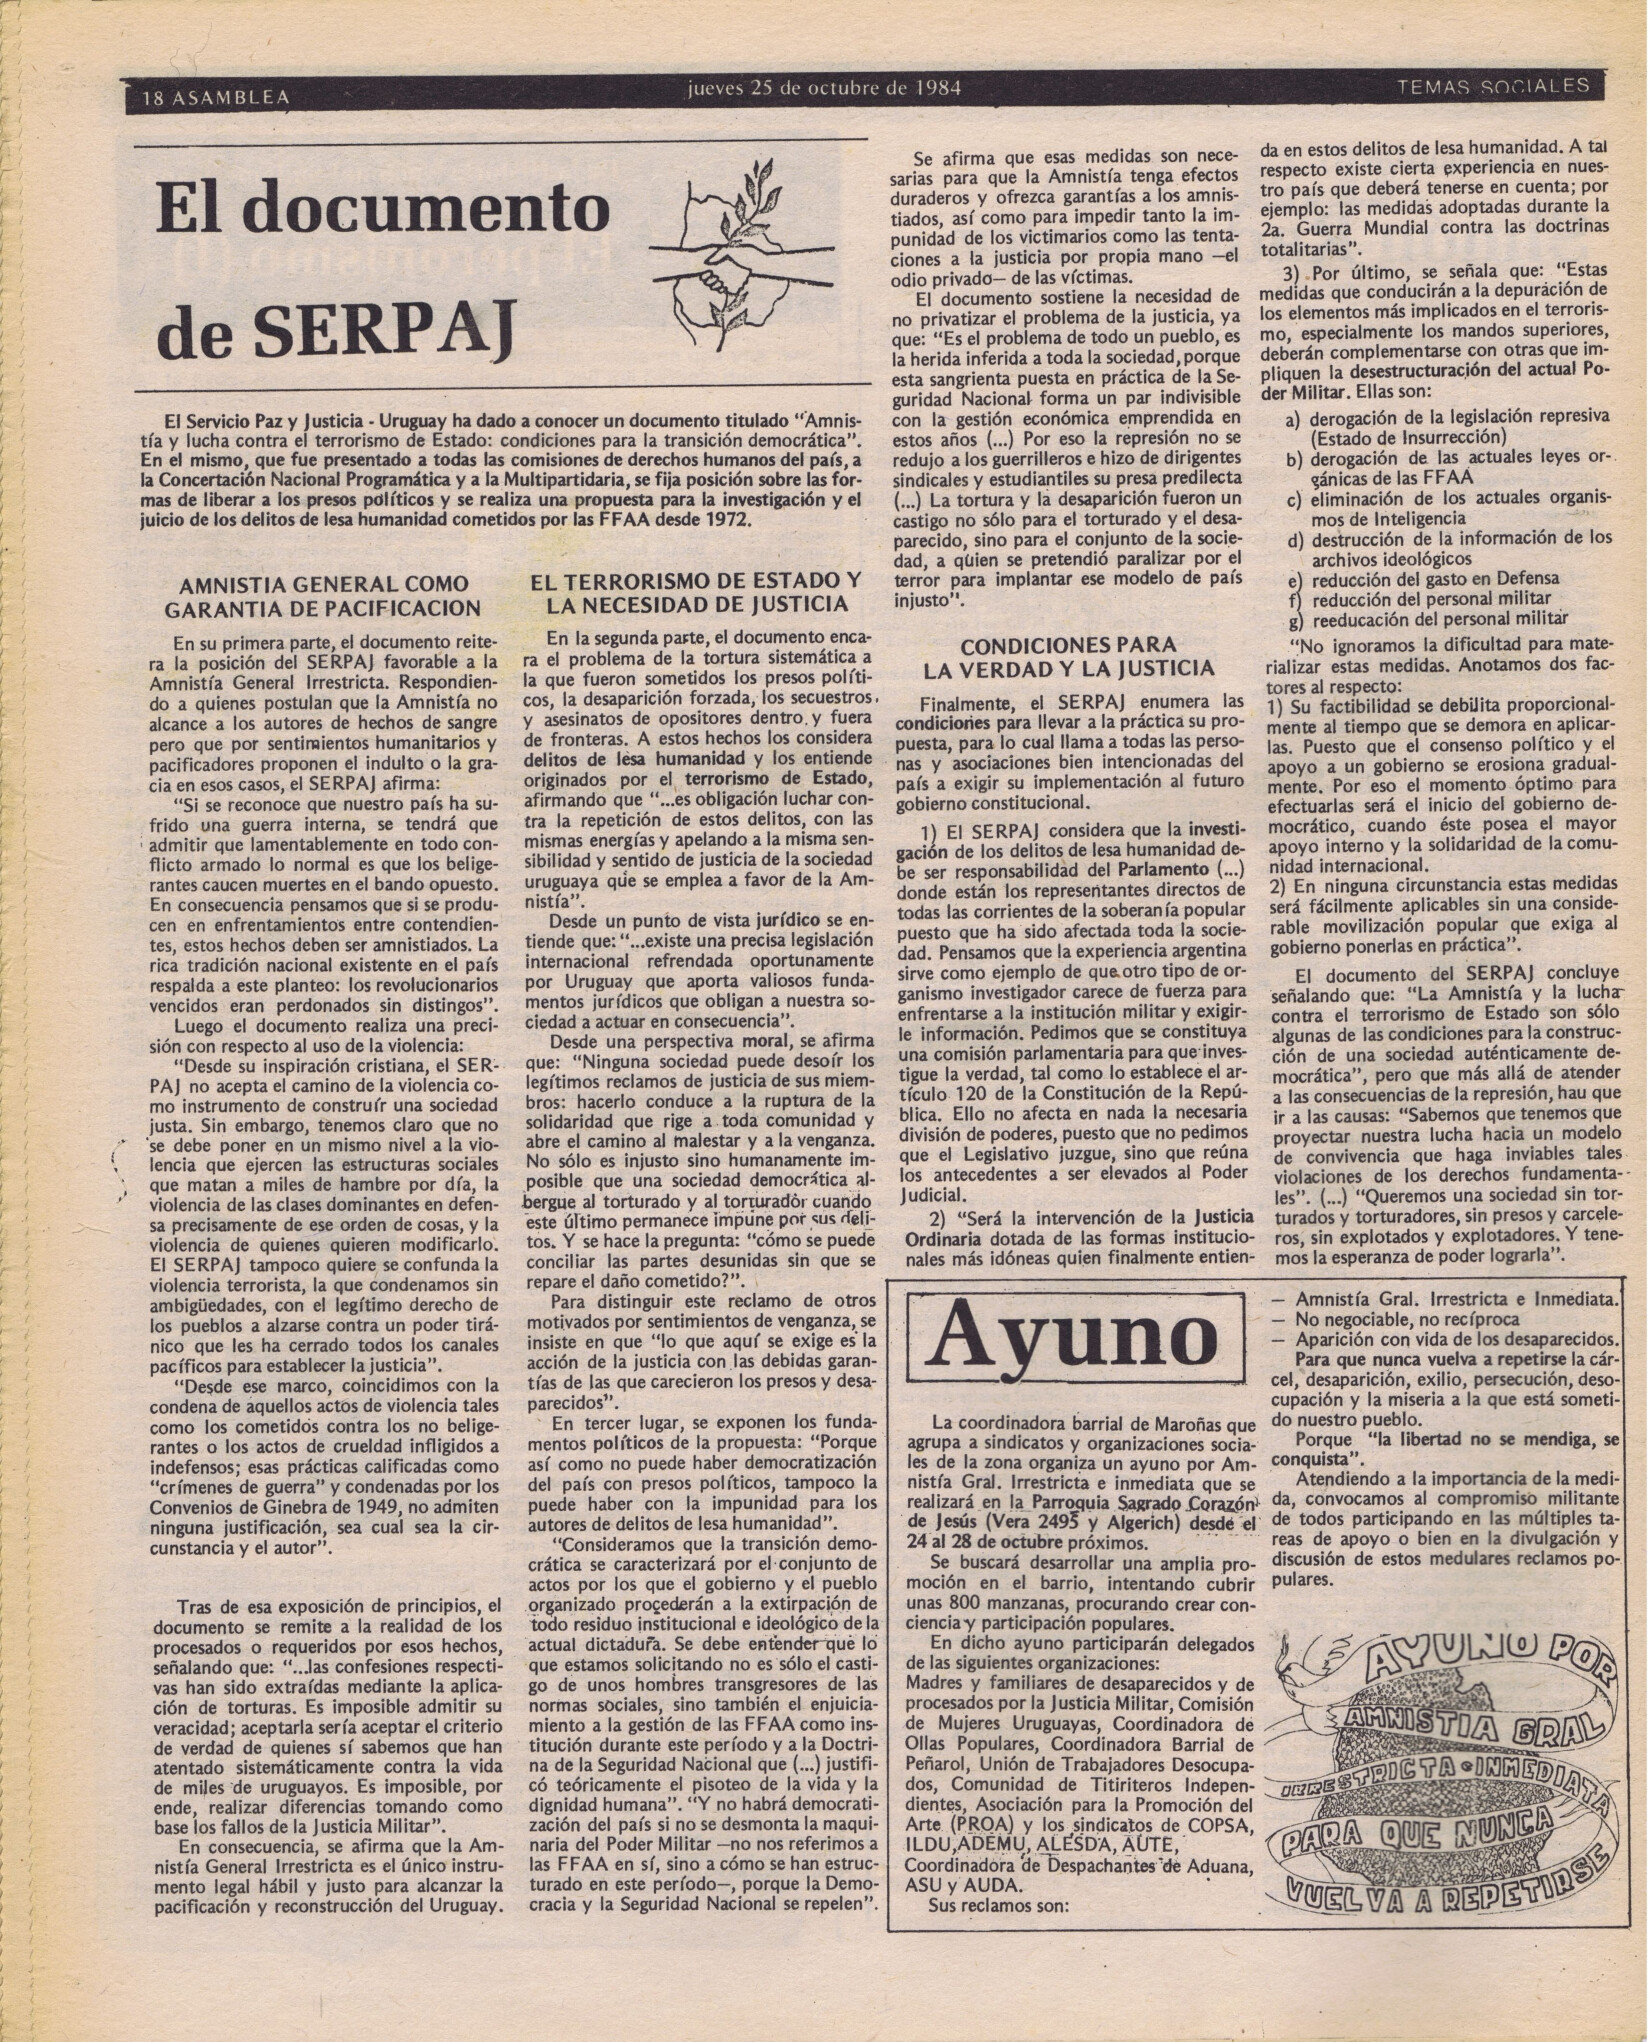 18 ASAMBLEA
jueves 25 de octubre de 1984
TEMAS SOCIALES
El documento
de SERPAJ
El Servicio Paz y Justicia - Uruguay ha dado a conocer un documento titulado “Amnis-
tía y lucha contra el terrorismo de Estado: condiciones para la transición democrática”.
En el mismo, que fue presentado a todas las comisiones de derechos humanos del país, a
la Concertación Nacional Programática y a la Multipartidaria, se fija posición sobre las for-
mas de liberar a los presos políticos y se realiza una propuesta para la investigación y el
juicio de los delitos de lesa humanidad cometidos por las FFAA desde 1972.
AMNISTIA GENERAL COMO
GARANTIA DE PACIFICACION
En su primera parte, el documento reite-
ra la posición del SERPAJ favorable a la
Amnistía General Irrestricta. Respondien-
do a quienes postulan que la Amnistía no
alcance a los autores de hechos de sangre
pero que por sentimientos humanitarios y
pacificadores proponen el indulto o la gra-
cia en esos casos, el SERPAJ afirma:
“Si se reconoce que nuestro país ha su-
frido una guerra interna, se tendrá que
admitir que lamentablemente en todo con-
flicto armado lo normal es que los belige-
rantes caucen muertes en el bando opuesto.
En consecuencia pensamos que si se produ-
cen en enfrentamientos entre contendien-
tes, estos hechos deben ser amnistiados. La
rica tradición nacional existente en el país
respalda a este planteo: los revolucionarios
vencidos eran perdonados sin distingos”.
Luego el documento realiza una preci-
sión con respecto al uso de la violencia:
“Desde su inspiración cristiana, el SER-
PAJ no acepta el camino de la violencia co-
mo instrumento de construír una sociedad
justa. Sin embargo, tenemos claro que no
se debe poner en un mismo nivel a la vio-
lencia que ejercen las estructuras sociales
que matan a miles de hambre por día, la
violencia de las clases dominantes en defen-
sa precisamente de ese orden de cosas, y la
violencia de quienes quieren modificarlo.
El SERPAJ tampoco quiere se confunda la
violencia terrorista, la que condenamos sin
ambigüedades, con el legítimo derecho de
los pueblos a alzarse contra un poder tirá-
nico que les ha cerrado todos los canales
pacíficos para establecer la justicia”.
“Desde ese marco, coincidimos con la
condena de aquellos actos de violencia tales
como los cometidos contra los no belige-
rantes o los actos de crueldad infligidos a
indefensos; esas prácticas calificadas como
“crímenes de guerra” y condenadas por los
Convenios de Ginebra de 1949, no admiten
ninguna justificación, sea cual sea la cir-
cunstancia y el autor”.
Tras de esa exposición de principios, el
documento se remite a la realidad de los
procesados o requeridos por esos hechos,
señalando que: “...las confesiones respecti-
vas han sido extraídas mediante la aplica-
ción de torturas. Es imposible admitir su
veracidad; aceptarla sería aceptar el criterio
de verdad de quienes sí sabemos que han
atentado sistemáticamente contra la vida
de miles de uruguayos. Es imposible, por
ende, realizar diferencias tomando como
base los fallos de la Justicia Militar”.
En consecuencia, se afirma que la Am-
nistía General Irrestricta es el único instru-
mento legal hábil y justo para alcanzar la
pacificación y reconstrucción del Uruguay.
EL TERRORISMO DE ESTADO Y
LA NECESIDAD DE JUSTICIA
En la segunda parte, el documento enca-
ra el problema de la tortura sistemática a
la que fueron sometidos los presos políti-
cos, la desaparición forzada, los secuestros
y asesinatos de opositores dentro y fuera
de fronteras. A estos hechos los considera
delitos de lesa humanidad y los entiende
originados por el terrorismo de Estado,
afirmando que “...es obligación luchar con-
tra la repetición de estos delitos, con las
mismas energías y apelando a la misma sen-
sibilidad y sentido de justicia de la sociedad
uruguaya que se emplea a favor de la Am-
nistía”.
Desde un punto de vista jurídico se en-
tiende que: “...existe una precisa legislación
internacional refrendada oportunamente
por Uruguay que aporta valiosos funda-
mentos jurídicos que obligan a nuestra so-
ciedad a actuar en consecuencia”.
Desde una perspectiva moral, se afirma
que: “Ninguna sociedad puede desoír los
legítimos reclamos de justicia de sus miem-
bros: hacerlo conduce a la ruptura de la
solidaridad que rige a toda comunidad y
abre el camino al malestar y a la venganza.
No sólo es injusto sino humanamente im-
posible que una sociedad democrática al-
bergue al torturado y al torturador cuando
este último permanece impune por sus deli-
tos. Y se hace la pregunta: “cómo se puede
conciliar las partes desunidas sin que se
repare el daño cometido?”.
Para distinguir este reclamo de otros
motivados por sentimientos de venganza, se
insiste en que “lo que aquí se exige es la
acción de la justicia con las debidas garan-
tías de las que carecieron los presos y desa-
parecidos”.
En tercer lugar, se exponen los funda-
mentos políticos de la propuesta: “Porque
así como no puede haber democratización
del país con presos políticos, tampoco la
puede haber con la impunidad para los
autores de delitos de lesa humanidad”.
“Consideramos que la transición demo-
crática se caracterizará por el conjunto de
actos por los que el gobierno y el pueblo
organizado procederán a la extirpación de
todo residuo institucional e ideológico de la
actual dictadura. Se debe entender que lo
que estamos solicitando no es sólo el casti-
go de unos hombres transgresores de las
normas sociales, sino también el enjuicia-
miento a la gestión de las FFAA como ins-
titución durante este período y a la Doctri-
na de la Seguridad Nacional que (...) justifi-
có teóricamente el pisoteo de la vida y la
dignidad humana”. “Y no habrá democrati-
zación del país si no se desmonta la maqui-
naria del Poder Militar —no nos referimos a
las FFAA en sí, sino a cómo se han estruc-
turado en este período—, porque la Demo-
cracia y la Seguridad Nacional se repelen”.
Se afirma que esas medidas son nece-
sarias para que la Amnistía tenga efectos
duraderos y ofrezca garantías a los amnis-
tiados, así como para impedir tanto la im-
punidad de los victimarios como las tenta-
ciones a la justicia por propia mano —el
odio privado— de las víctimas.
El documento sostiene la necesidad de
no privatizar el problema de la justicia, ya
que: “Es el problema de todo un pueblo, es
la herida inferida a toda la sociedad, porque
esta sangrienta puesta en práctica de la Se-
guridad Nacional forma un par indivisible
con la gestión económica emprendida en
estos años (...) Por eso la represión no se
redujo a los guerrilleros e hizo de dirigentes
sindicales y estudiantiles su presa predilecta
(...) La tortura y la desaparición fueron un
castigo no sólo para el torturado y el desa-
parecido, sino para el conjunto de la socie-
dad, a quien se pretendió paralizar por el
terror para implantar ese modelo de país
injusto”.
CONDICIONES PARA
LA VERDAD Y LA JUSTICIA
Finalmente, el SERPAJ enumera las
condiciones para llevar a la práctica su pro-
puesta, para lo cual llama a todas las perso-
nas y asociaciones bien intencionadas del
país a exigir su implementación al futuro
gobierno constitucional.
1) El SERPAJ considera que la investi-
gación de los delitos de lesa humanidad de-
be ser responsabilidad del Parlamento (...)
donde están los representantes directos de
todas las corrientes de la soberanía popular
puesto que ha sido afectada toda la socie-
dad. Pensamos que la experiencia argentina
sirve como ejemplo de que otro tipo de or-
ganismo investigador carece de fuerza para
enfrentarse a la institución militar y exigir-
le información. Pedimos que se constituya
una comisión parlamentaria para que inves-
tigue la verdad, tal como lo establece el ar-
tículo 120 de la Constitución de la Repú-
blica. Ello no afecta en nada la necesaria
división de poderes, puesto que no pedimos
que el Legislativo juzgue, sino que reúna
los antecedentes a ser elevados al Poder
Judicial.
2) “Será la intervención de la Justicia
Ordinaria dotada de las formas institucio-
nales más idóneas quien finalmente entien-
da en estos delitos de lesa humanidad. A tal
respecto existe cierta experiencia en nues-
tro país que deberá tenerse en cuenta; por
ejemplo: las medidas adoptadas durante la
2a. Guerra Mundial contra las doctrinas
totalitarias”.
3) Por último, se señala que: “Estas
medidas que conducirán a la depuración de
los elementos más implicados en el terroris-
mo, especialmente los mandos superiores,
deberán complementarse con otras que im-
pliquen la desestructuración del actual Po-
der Militar. Ellas son:
a) derogación de la legislación represiva
(Estado de Insurrección)
b) derogación de las actuales leyes or-
gánicas de las FFAA
c) eliminación de los actuales organis-
mos de Inteligencia
d) destrucción de la información de los
archivos ideológicos
e) reducción del gasto en Defensa
f) reducción del personal militar
g) reeducación del personal militar
“No ignoramos la dificultad para mate-
rializar estas medidas. Anotamos dos fac-
tores al respecto:
1) Su factibilidad se debilita proporcional-
mente al tiempo que se demora en aplicar-
las. Puesto que el consenso político y el
apoyo a un gobierno se erosiona gradual-
mente. Por eso el momento óptimo para
efectuarlas será el inicio del gobierno de-
mocrático, cuando éste posea el mayor
apoyo interno y la solidaridad de la comu-
nidad internacional.
2) En ninguna circunstancia estas medidas
será fácilmente aplicables sin una conside-
rable movilización popular que exiga al
gobierno ponerlas en práctica”.
El documento del SERPAJ concluye
señalando que: “La Amnistía y la lucha
contra el terrorismo de Estado son sólo
algunas de las condiciones para la construc-
ción de una sociedad auténticamente de-
mocrática”, pero que más allá de atender
a las consecuencias de la represión, hau que
ir a las causas: “Sabemos que tenemos que
proyectar nuestra lucha hacia un modelo
de convivencia que haga inviables tales
violaciones de los derechos fundamenta-
les”. (...) “Queremos una sociedad sin tor-
turados y torturadores, sin presos y carcele-
ros, sin explotados y explotadores. Y tene-
mos la esperanza de poder lograrla”.
Ayuno
La coordinadora barrial de Maroñas que
agrupa a sindicatos y organizaciones socia-
les de la zona organiza un ayuno por Am-
nistía Gral. Irrestricta e inmediata que se
realizará en la Parroquia Sagrado Corazón
de Jesús (Vera 2495 y Algerich) desde el
24 al 28 de octubre próximos.
Se buscará desarrollar una amplia pro-
moción en el barrio, intentando cubrir
unas 800 manzanas, procurando crear con-
ciencia y participación populares.
En dicho ayuno participarán delegados
de las siguientes organizaciones:
Madres y familiares de desaparecidos y de
procesados por la Justicia Militar, Comisión
de Mujeres Uruguayas, Coordinadora de
Ollas Populares, Coordinadora Barrial de
Peñarol, Unión de Trabajadores Desocupa-
dos, Comunidad de Titiriteros Indepen-
dientes, Asociación para la Promoción del
Arte (PROA) y los sindicatos de COPSA,
ILDU, ADEMU, ALESDA, AUTE,
Coordinadora de Despachantes de Aduana,
ASU y AUDA.
Sus reclamos son:
— Amnistía Gral. Irrestricta e Inmediata.
— No negociable, no recíproca
— Aparición con vida de los desaparecidos.
Para que nunca vuelva a repetirse la cár-
cel, desaparición, exilio, persecución, deso-
cupación y la miseria a la que está someti-
do nuestro pueblo.
Porque “la libertad no se mendiga, se
conquista”.
Atendiendo a la importancia de la medi-
da, convocamos al compromiso militante
de todos participando en las múltiples ta-
reas de apoyo o bien en la divulgación y
discusión de estos medulares reclamos po-
pulares.
AYUNO POR
AMNISTIA GRAL
IRRESTRICTA • INMEDIATA
PARA QUE NUNCA
VUELVA A REPETIRSE